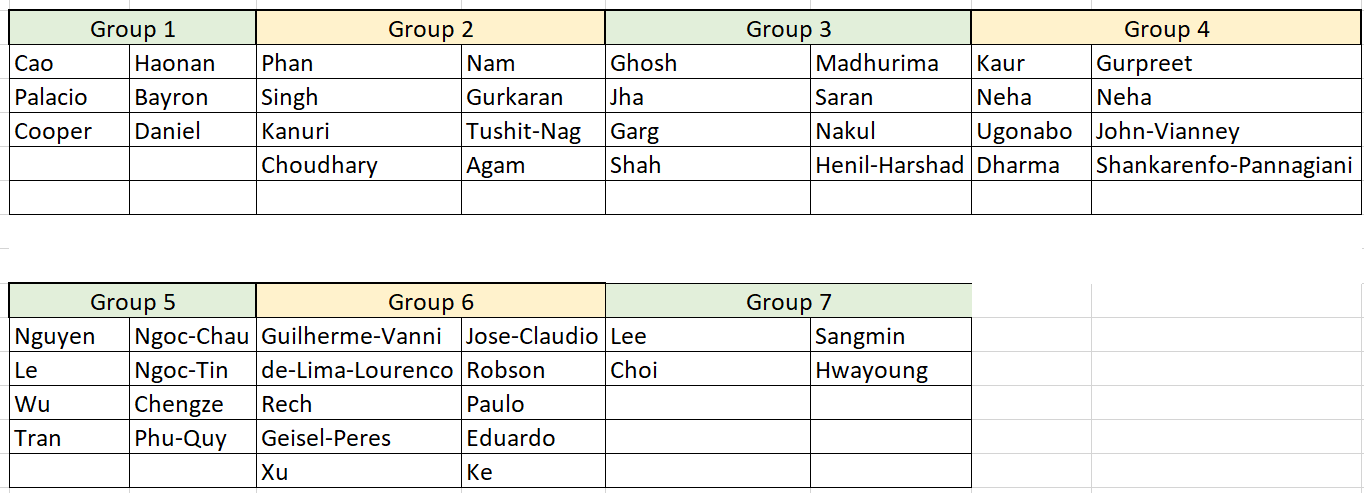 Group 1 Group 2 Group 3 Group 4
Cao Haonan Phan Nam Ghosh Madhurima Kaur Gurpreet
Palacio Bayron Singh Gurkaran Jha Saran Neha Neha
Cooper Daniel Kanuri Tushit-Nag Garg Nakul Ugonabo John-Vianney
Choudhary Agam Shah Henil-Harshad Dharma Shankarenfo-Pannagiani
Group 5 Group 6 Group 7
Nguyen Ngoc-Chau Guilherme-Vanni Jose-Claudio Lee Sangmin
Le Ngoc-Tin de-Lima-Lourenco Robson Choi Hwayoung
Wu Chengze Rech Paulo
Tran Phu-Quy Geisel-Peres Eduardo
Xu Ke